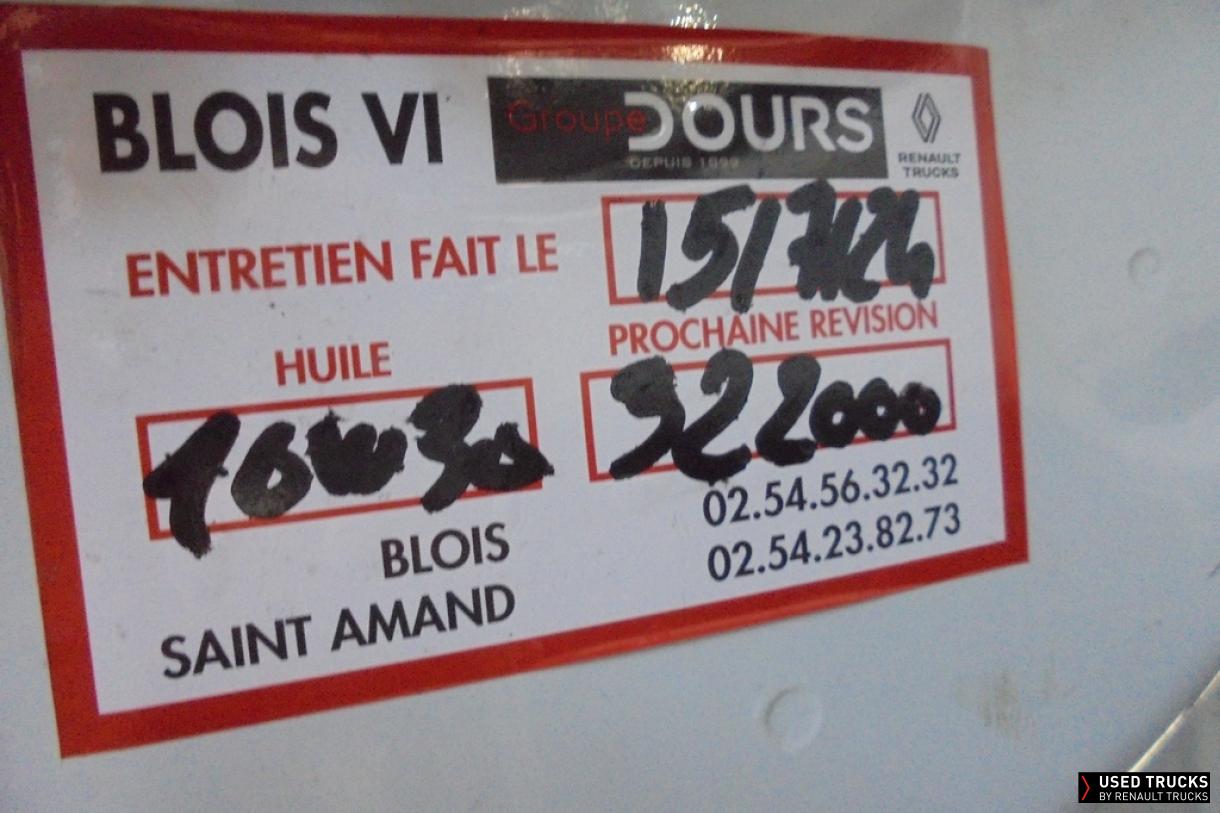 BLOIS VI
Groupe DOURS
DEPUIS 1899
RENAULT
TRUCKS
ENTRETIEN FAIT LE 15/7/24
HUILE
10W30
PROCHAINE REVISION
322000
BLOIS 02.54.56.32.32
SAINT AMAND 02.54.23.82.73
USED TRUCKS
BY RENAULT TRUCKS